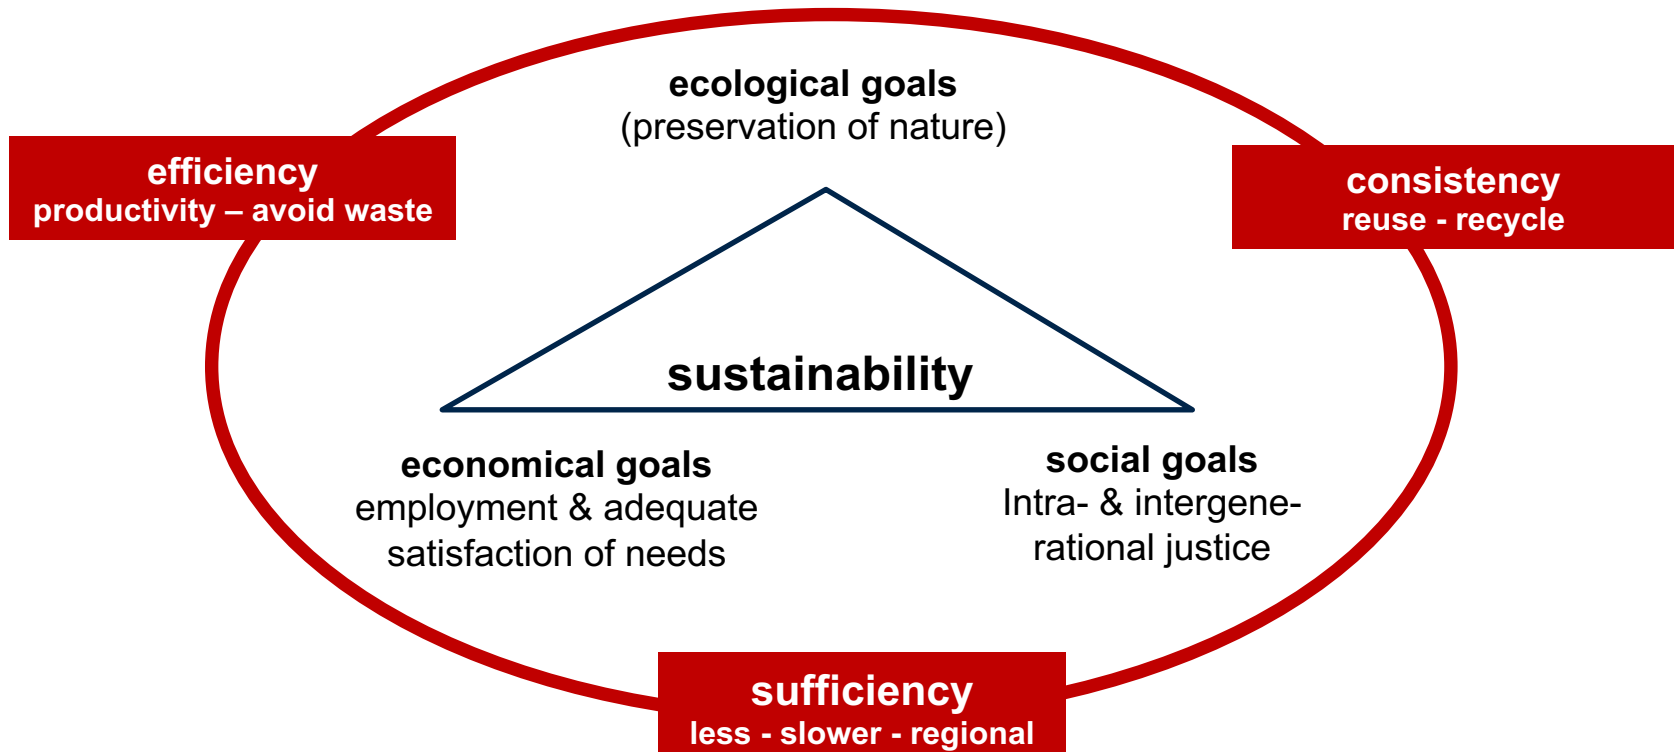 ecological goals
(preservation of nature)
efficiency
productivity – avoid waste
consistency
reuse - recycle
sustainability
economical goals
employment & adequate
satisfaction of needs
social goals
Intra- & intergene-
rational justice
sufficiency
less - slower - regional